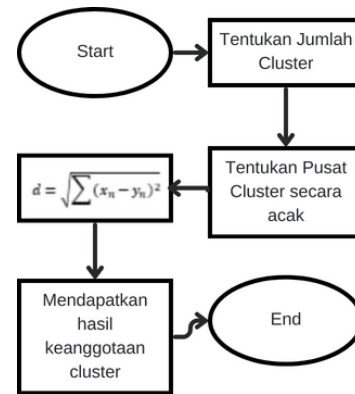 Start
Tentukan Jumlah
Cluster
Tentukan Pusat
Cluster secara
acak
d = √∑(xₙ − yₙ)²
Mendapatkan
hasil
keanggotaan
cluster
End